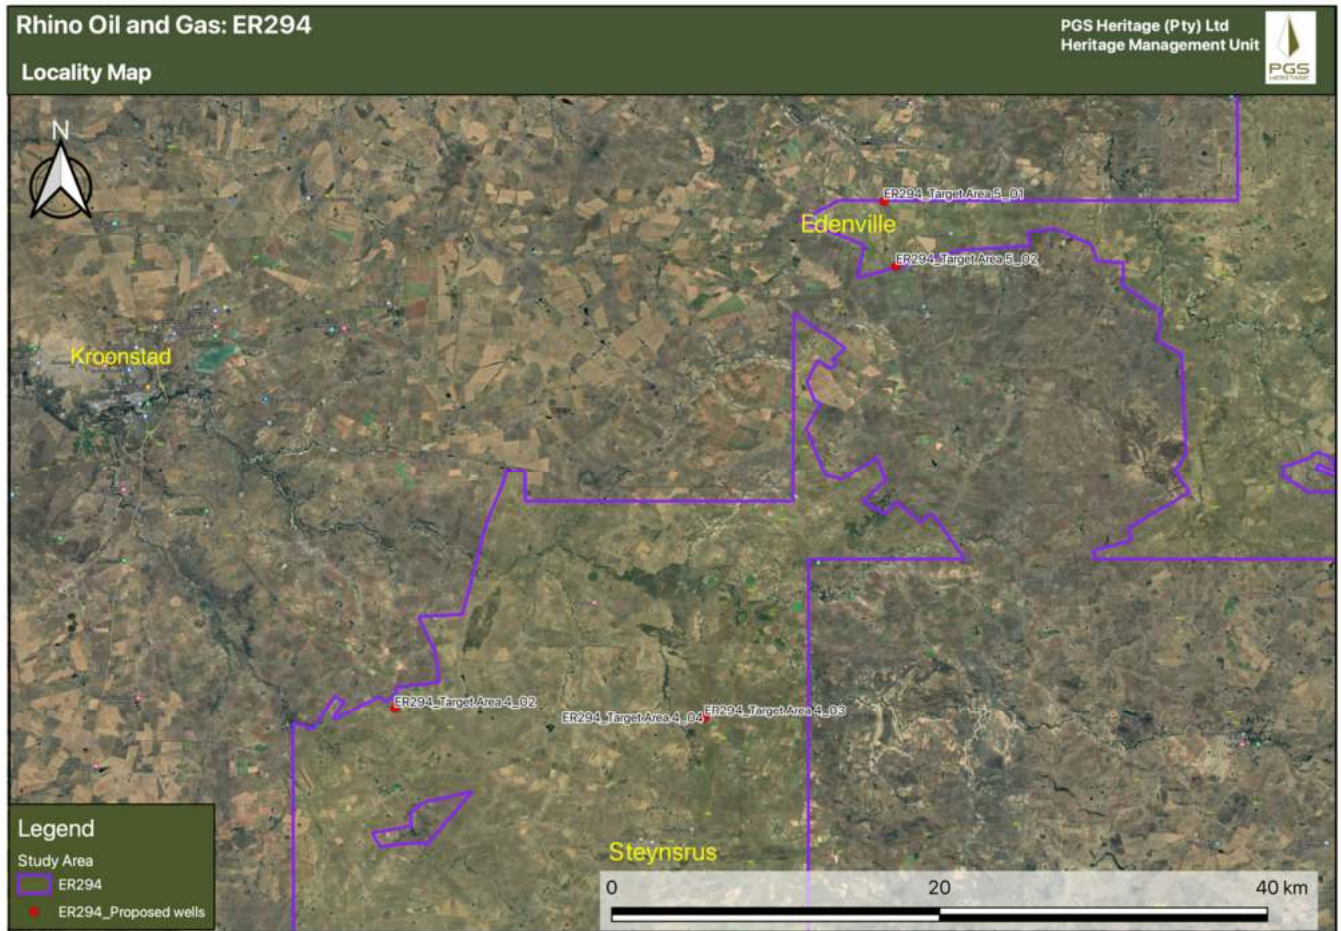 Rhino Oil and Gas: ER294
Locality Map
PGS Heritage (Pty) Ltd
Heritage Management Unit
PGS
HERITAGE
N
ER294_Target Area 5_01
Edenville
ER294_Target Area 5_02
Kroonstad
ER294_Target Area 4_02
ER294_Target Area 4_04
ER294_Target Area 4_03
Steynsrus
Legend
Study Area
ER294
ER294_Proposed wells
0 20 40 km